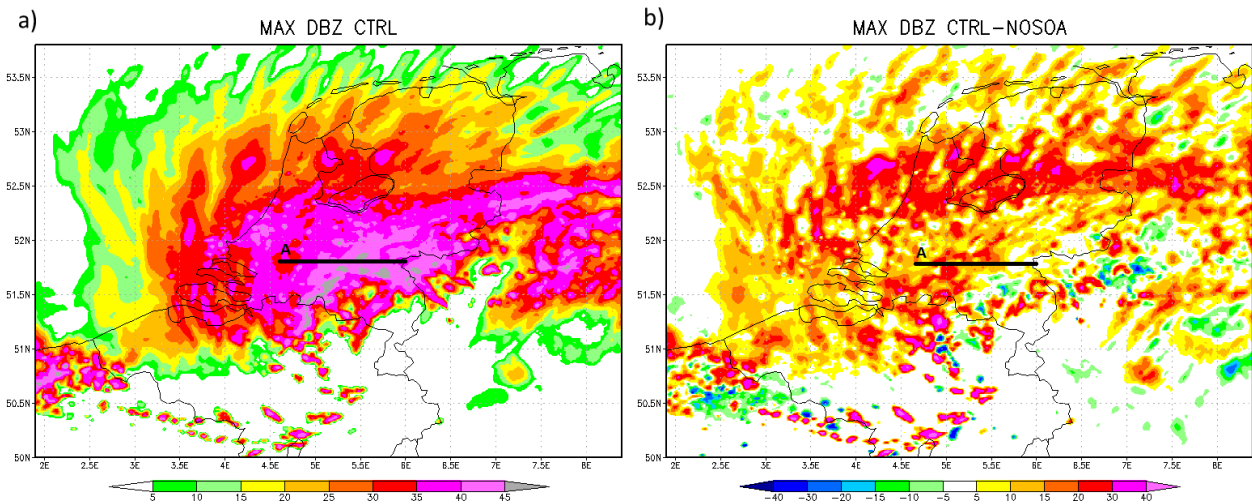 a)
MAX DBZ CTRL
53.5N
53N
52.5N
52N
51.5N
51N
50.5N
50N
A
2E 2.5E 3E 3.5E 4E 4.5E 5E 5.5E 6E 6.5E 7E 7.5E 8E
5 10 15 20 25 30 35 40 45
b)
MAX DBZ CTRL-NOSOA
53.5N
53N
52.5N
52N
51.5N
51N
50.5N
50N
A
2E 2.5E 3E 3.5E 4E 4.5E 5E 5.5E 6E 6.5E 7E 7.5E 8E
-40 -30 -20 -15 -10 -5 5 10 15 20 30 40